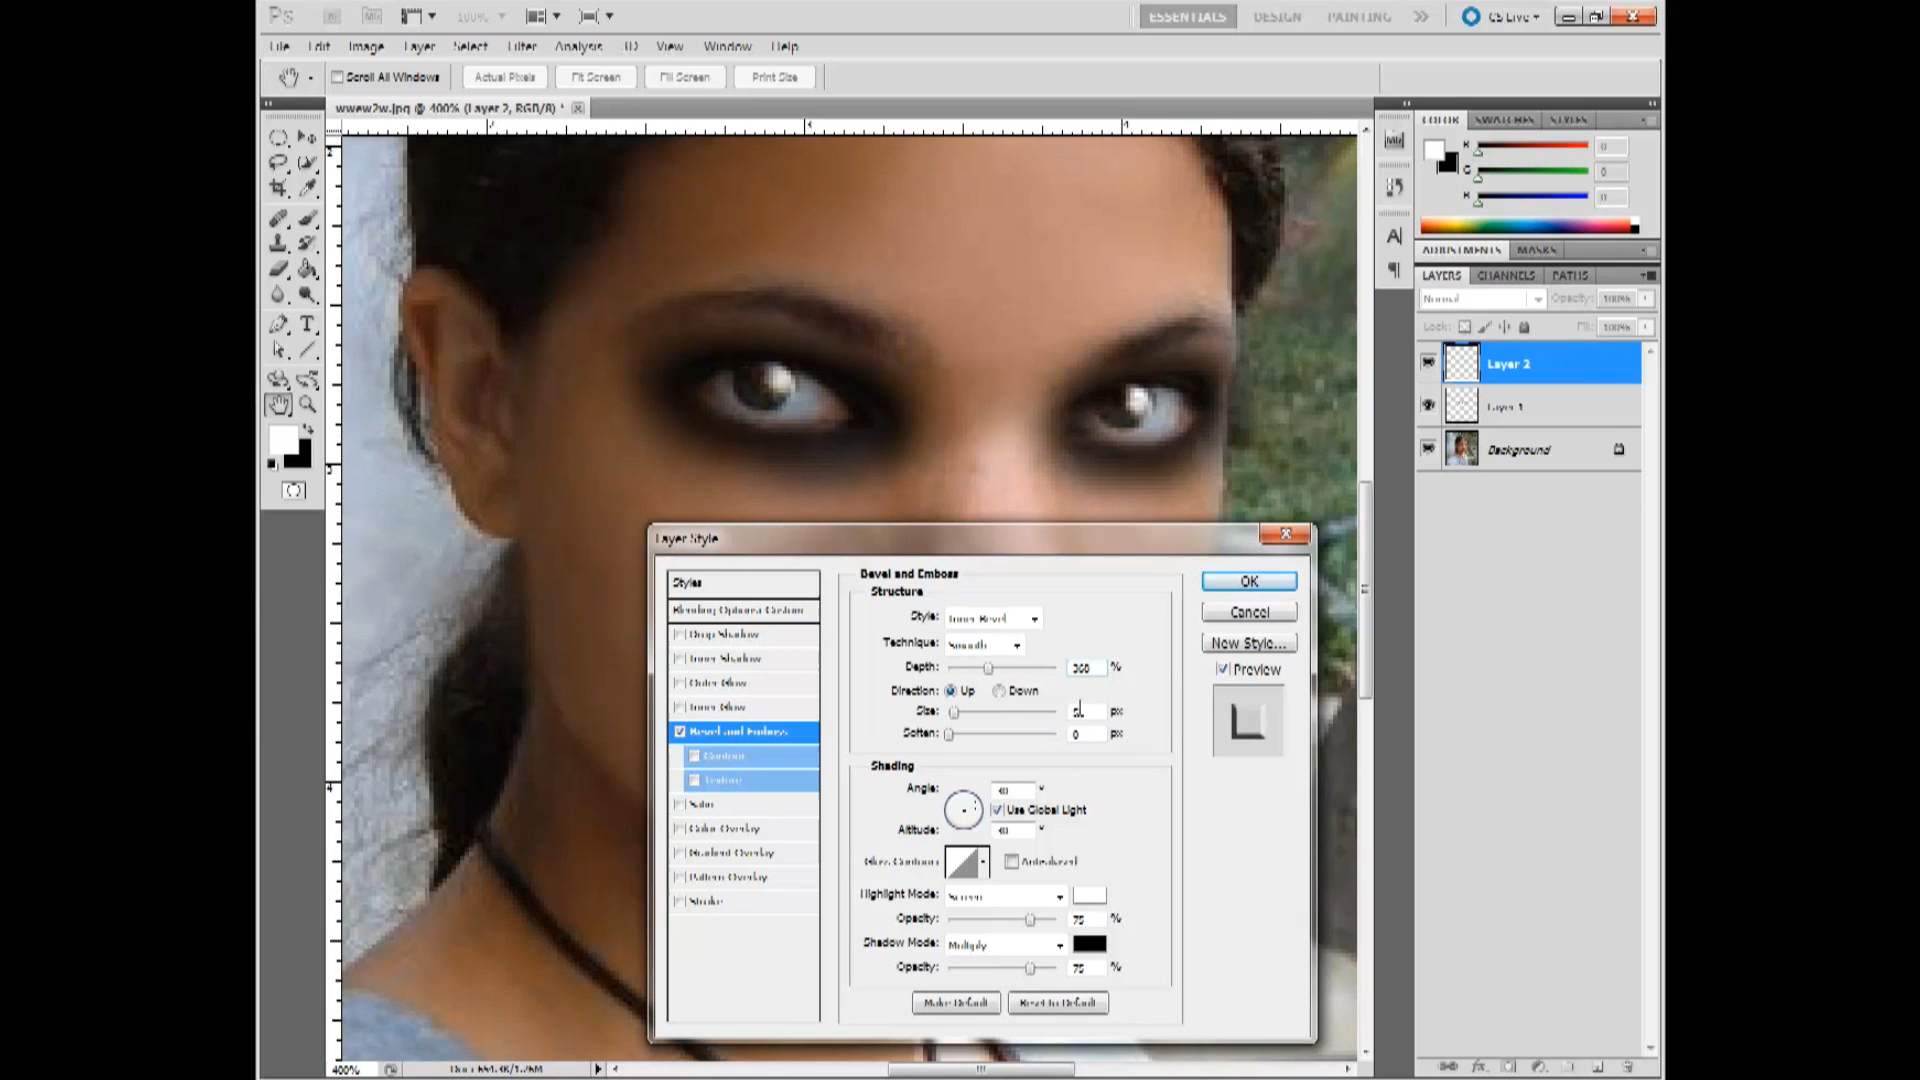 Ps Br Mb 100% ESSENTIALS DESIGN PAINTING CS Live
File Edit Image Layer Select Filter Analysis 3D View Window Help
Scroll All Windows Actual Pixels Fit Screen Fill Screen Print Size
wwew2w.jpg @ 400% (Layer 2, RGB/8) *
COLOR SWATCHES STYLES
0
G 0
0
ADJUSTMENTS MASKS
LAYERS CHANNELS PATHS
Normal Opacity: 100%
Lock: Fill: 100%
Layer 2
Layer 1
Background
Layer Style
Styles
Blending Options: Custom
Drop Shadow
Inner Shadow
Outer Glow
Inner Glow
Bevel and Emboss
Contour
Texture
Satin
Color Overlay
Gradient Overlay
Pattern Overlay
Stroke
Bevel and Emboss
Structure
Style: Inner Bevel
Technique: Smooth
Depth: %
Direction: Up Down
Size: px
Soften: 0 px
Shading
Angle: °
Use Global Light
Altitude: °
Gloss Contour: Anti-aliased
Highlight Mode: Screen
Opacity: 75 %
Shadow Mode: Multiply
Opacity: 75 %
Make Default Reset to Default
OK
Cancel
New Style...
Preview
400%